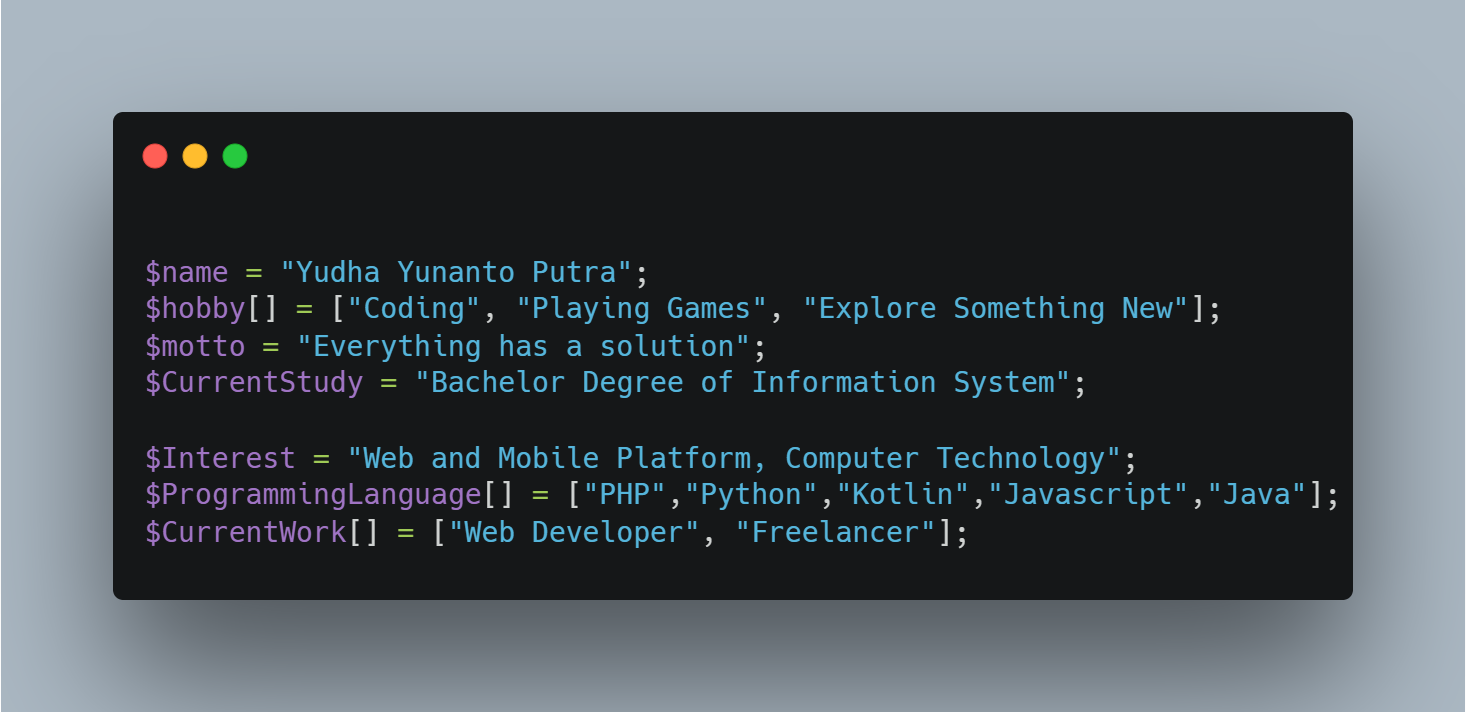 $name = "Yudha Yunanto Putra";
$hobby[] = ["Coding", "Playing Games", "Explore Something New"];
$motto = "Everything has a solution";
$CurrentStudy = "Bachelor Degree of Information System";
$Interest = "Web and Mobile Platform, Computer Technology";
$ProgrammingLanguage[] = ["PHP","Python","Kotlin","Javascript","Java"];
$CurrentWork[] = ["Web Developer", "Freelancer"];